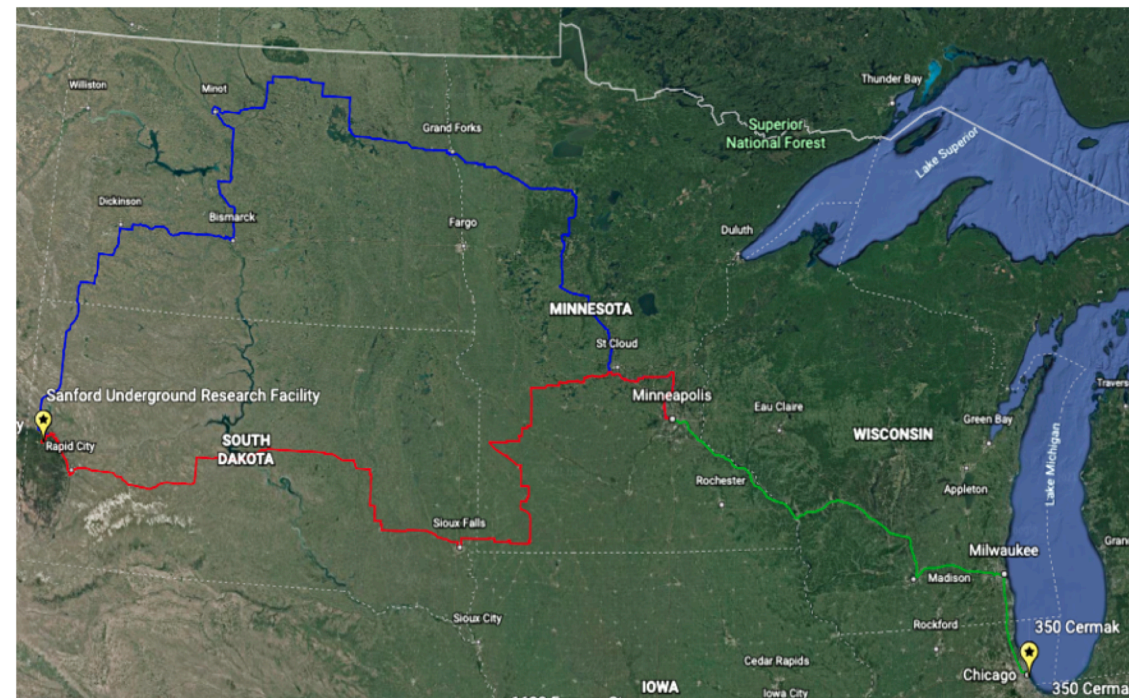 Thunder Bay
Williston
Minot
Superior
National Forest
Grand Forks
Lake Superior
Dickinson
Bismarck
Fargo
Duluth
MINNESOTA
St Cloud
Sanford Underground Research Facility
Minneapolis
Travers
y
Eau Claire
Green Bay
Rapid City
SOUTH
DAKOTA
WISCONSIN
Lake Michigan
Rochester
Appleton
Sioux Falls
Gran
Milwaukee
Madison
Sioux City
Rockford
350 Cermak
Cedar Rapids
Chicago
IOWA
Iowa City
350 Cerma